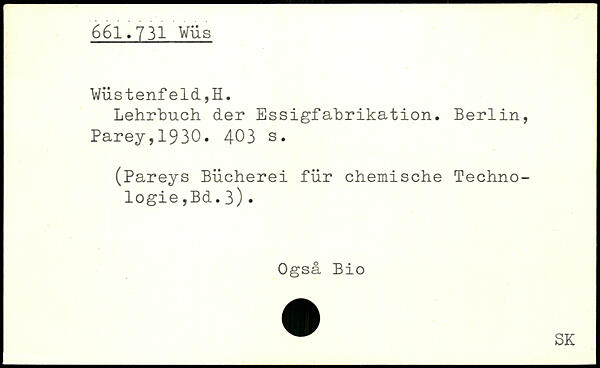 661.731 Wüs
Wüstenfeld,H.
Lehrbuch der Essigfabrikation. Berlin,
Parey,1930. 403 s.
(Pareys Bücherei für chemische Techno-
logie,Bd.3).
Også Bio
SK